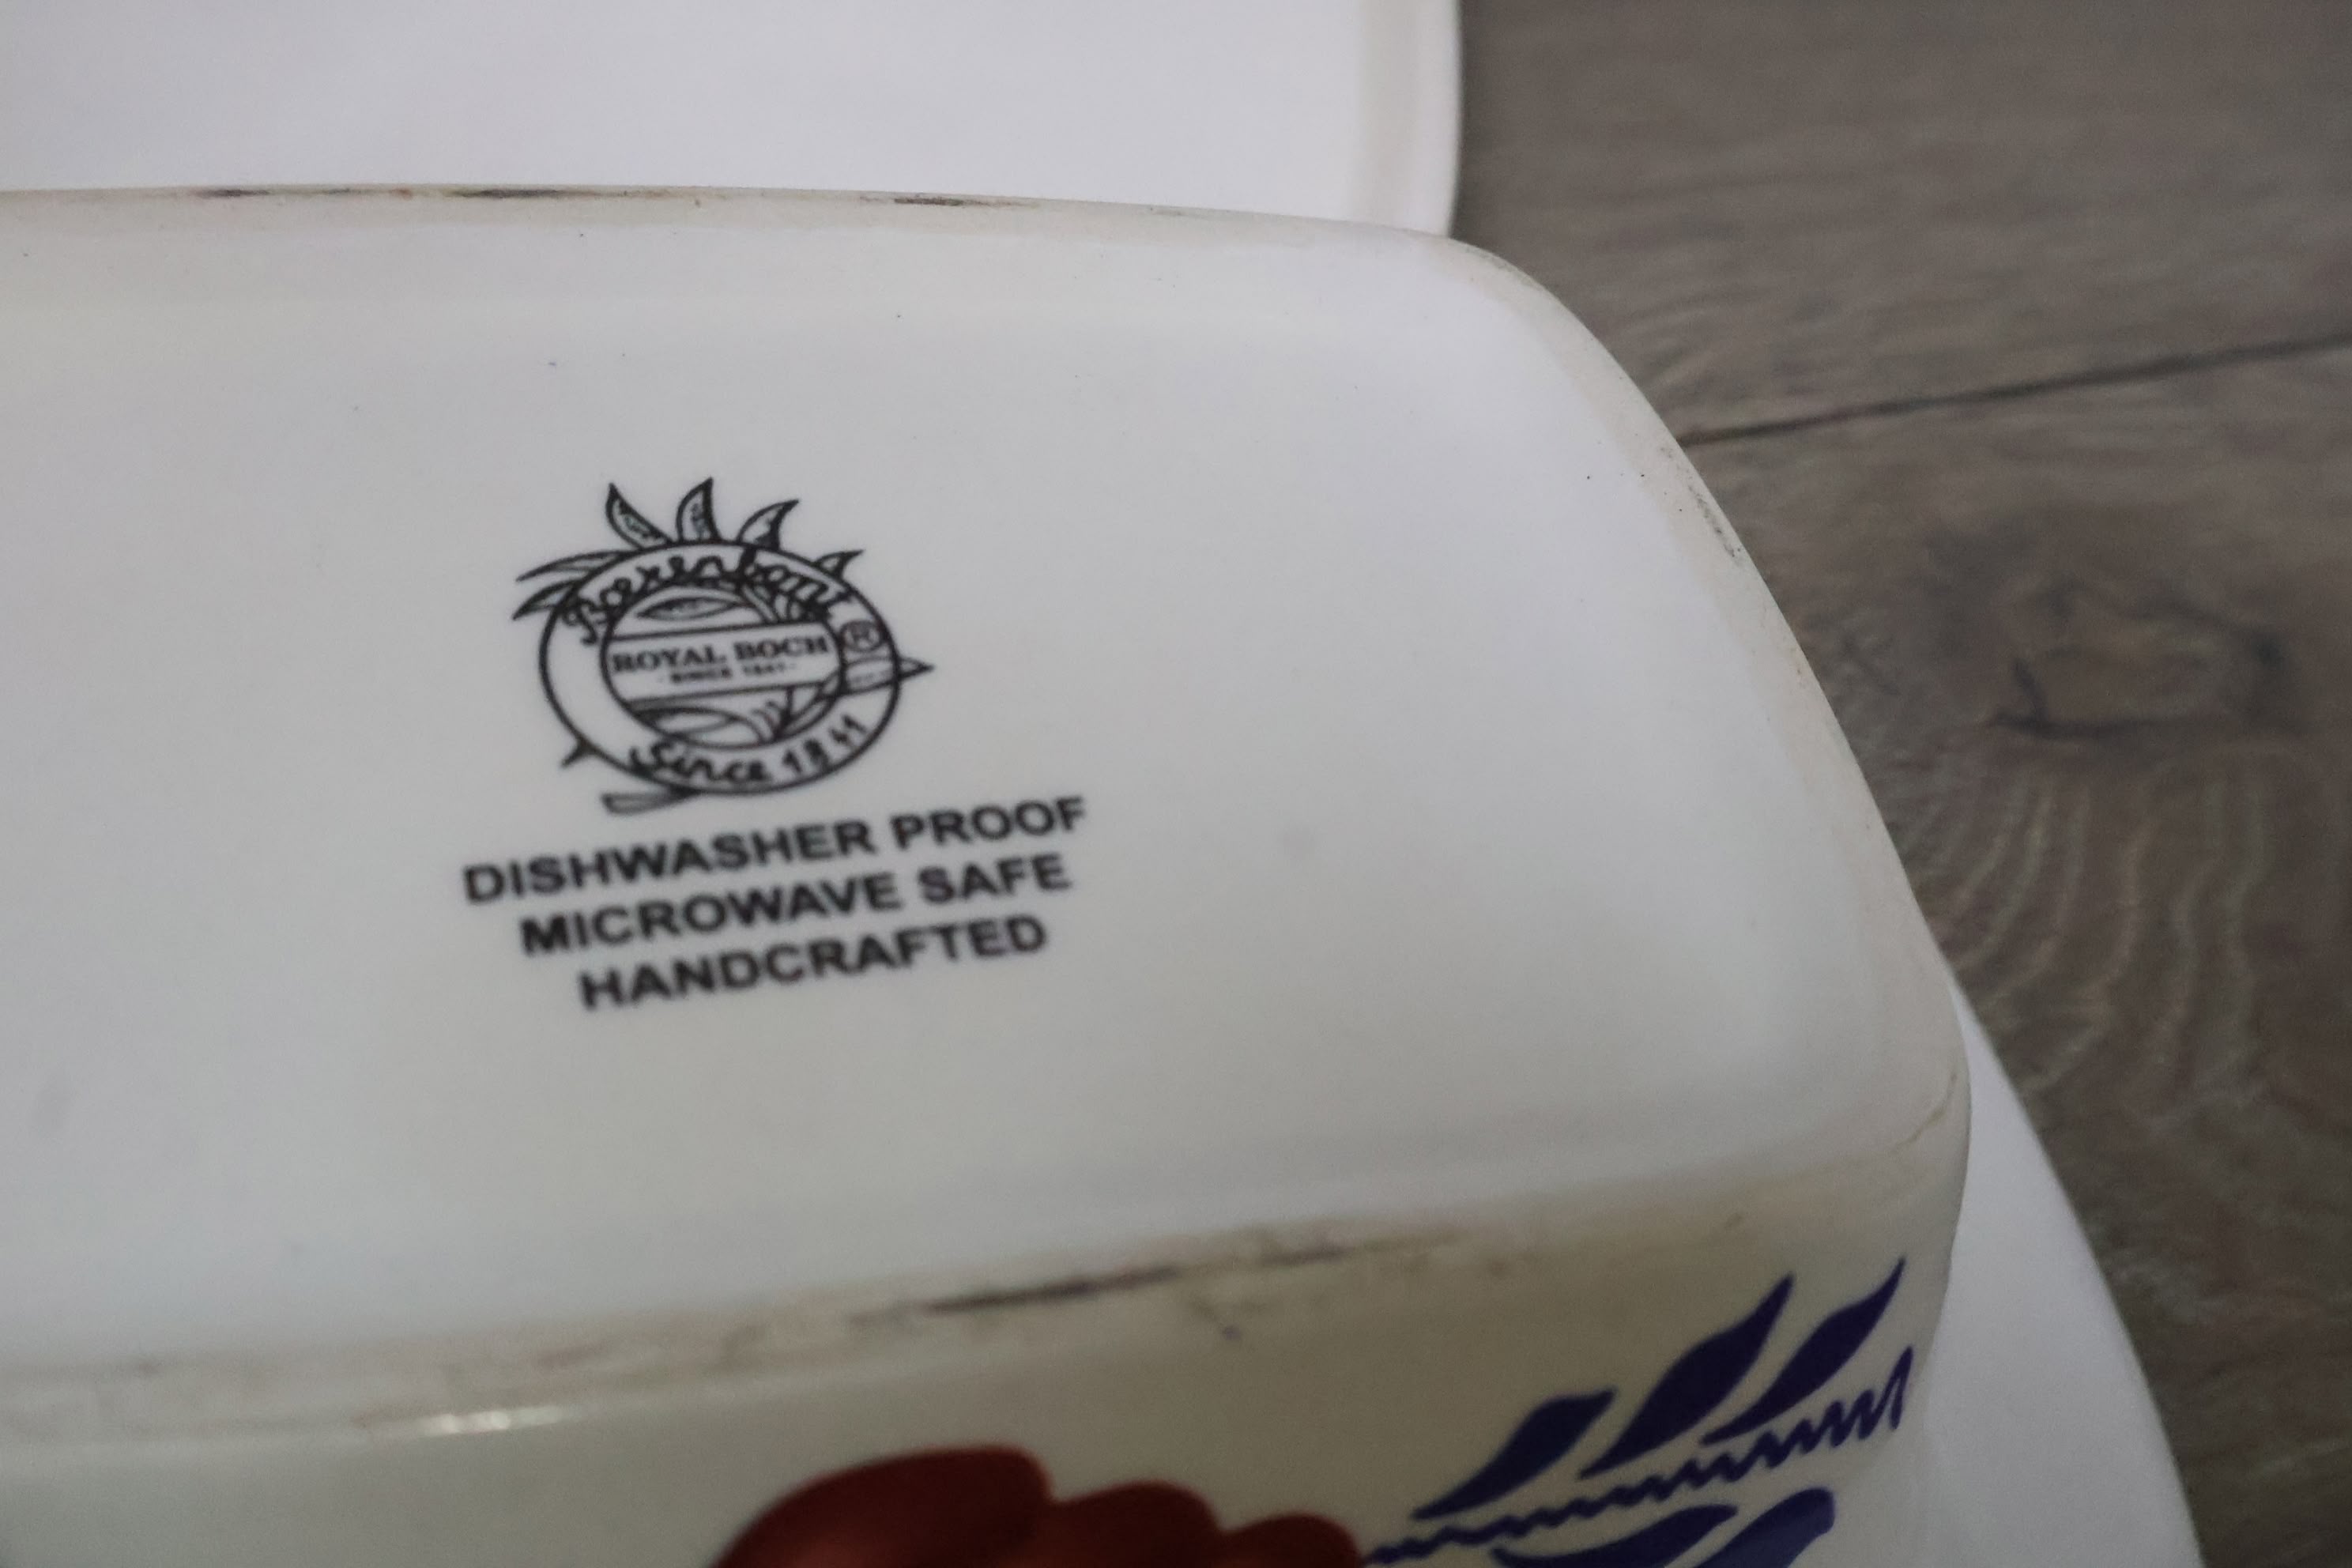 Boerenbont ®
ROYAL BOCH
· SINCE 1841 ·
Since 1841
DISHWASHER PROOF
MICROWAVE SAFE
HANDCRAFTED